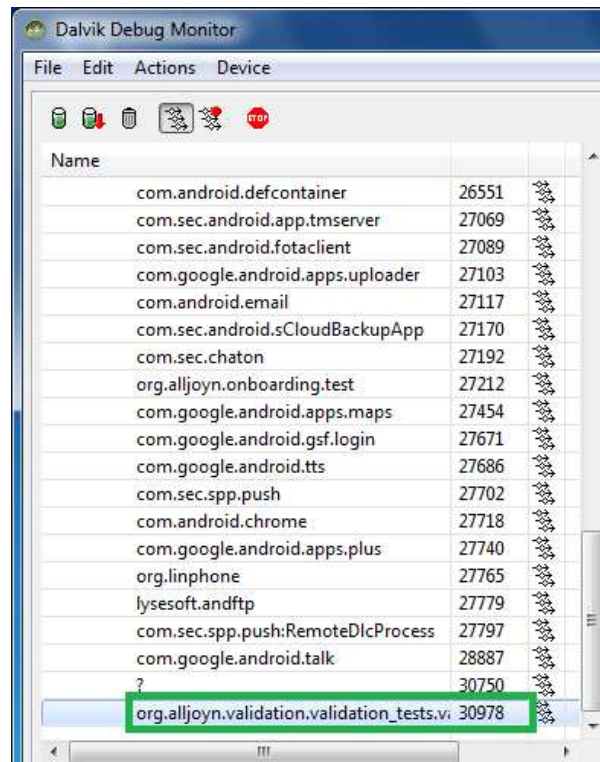 Dalvik Debug Monitor
File Edit Actions Device
STOP
Name
com.android.defcontainer 26551
com.sec.android.app.tmserver 27069
com.sec.android.fotaclient 27089
com.google.android.apps.uploader 27103
com.android.email 27117
com.sec.android.sCloudBackupApp 27170
com.sec.chaton 27192
org.alljoyn.onboarding.test 27212
com.google.android.apps.maps 27454
com.google.android.gsf.login 27671
com.google.android.tts 27686
com.sec.spp.push 27702
com.android.chrome 27718
com.google.android.apps.plus 27740
org.linphone 27765
lysesoft.andftp 27779
com.sec.spp.push:RemoteDlcProcess 27797
com.google.android.talk 28887
? 30750
org.alljoyn.validation.validation_tests.va 30978